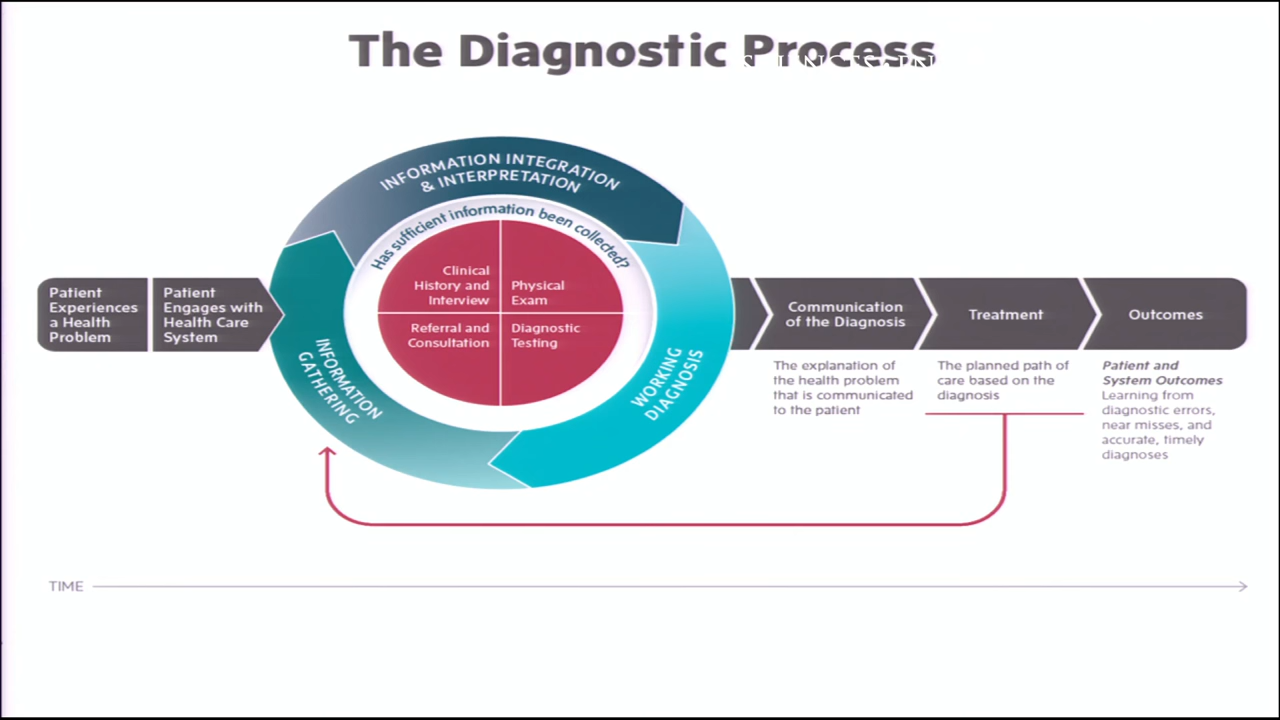 The Diagnostic Process
INFORMATION INTEGRATION
& INTERPRETATION
Has sufficient information been collected?
Clinical
History and
Interview
Physical
Exam
Referral and
Consultation
Diagnostic
Testing
INFORMATION
GATHERING
WORKING
DIAGNOSIS
Patient
Experiences
a Health
Problem
Patient
Engages with
Health Care
System
Communication
of the Diagnosis
Treatment
Outcomes
The explanation of
the health problem
that is communicated
to the patient
The planned path of
care based on the
diagnosis
Patient and
System Outcomes
Learning from
diagnostic errors,
near misses, and
accurate, timely
diagnoses
TIME